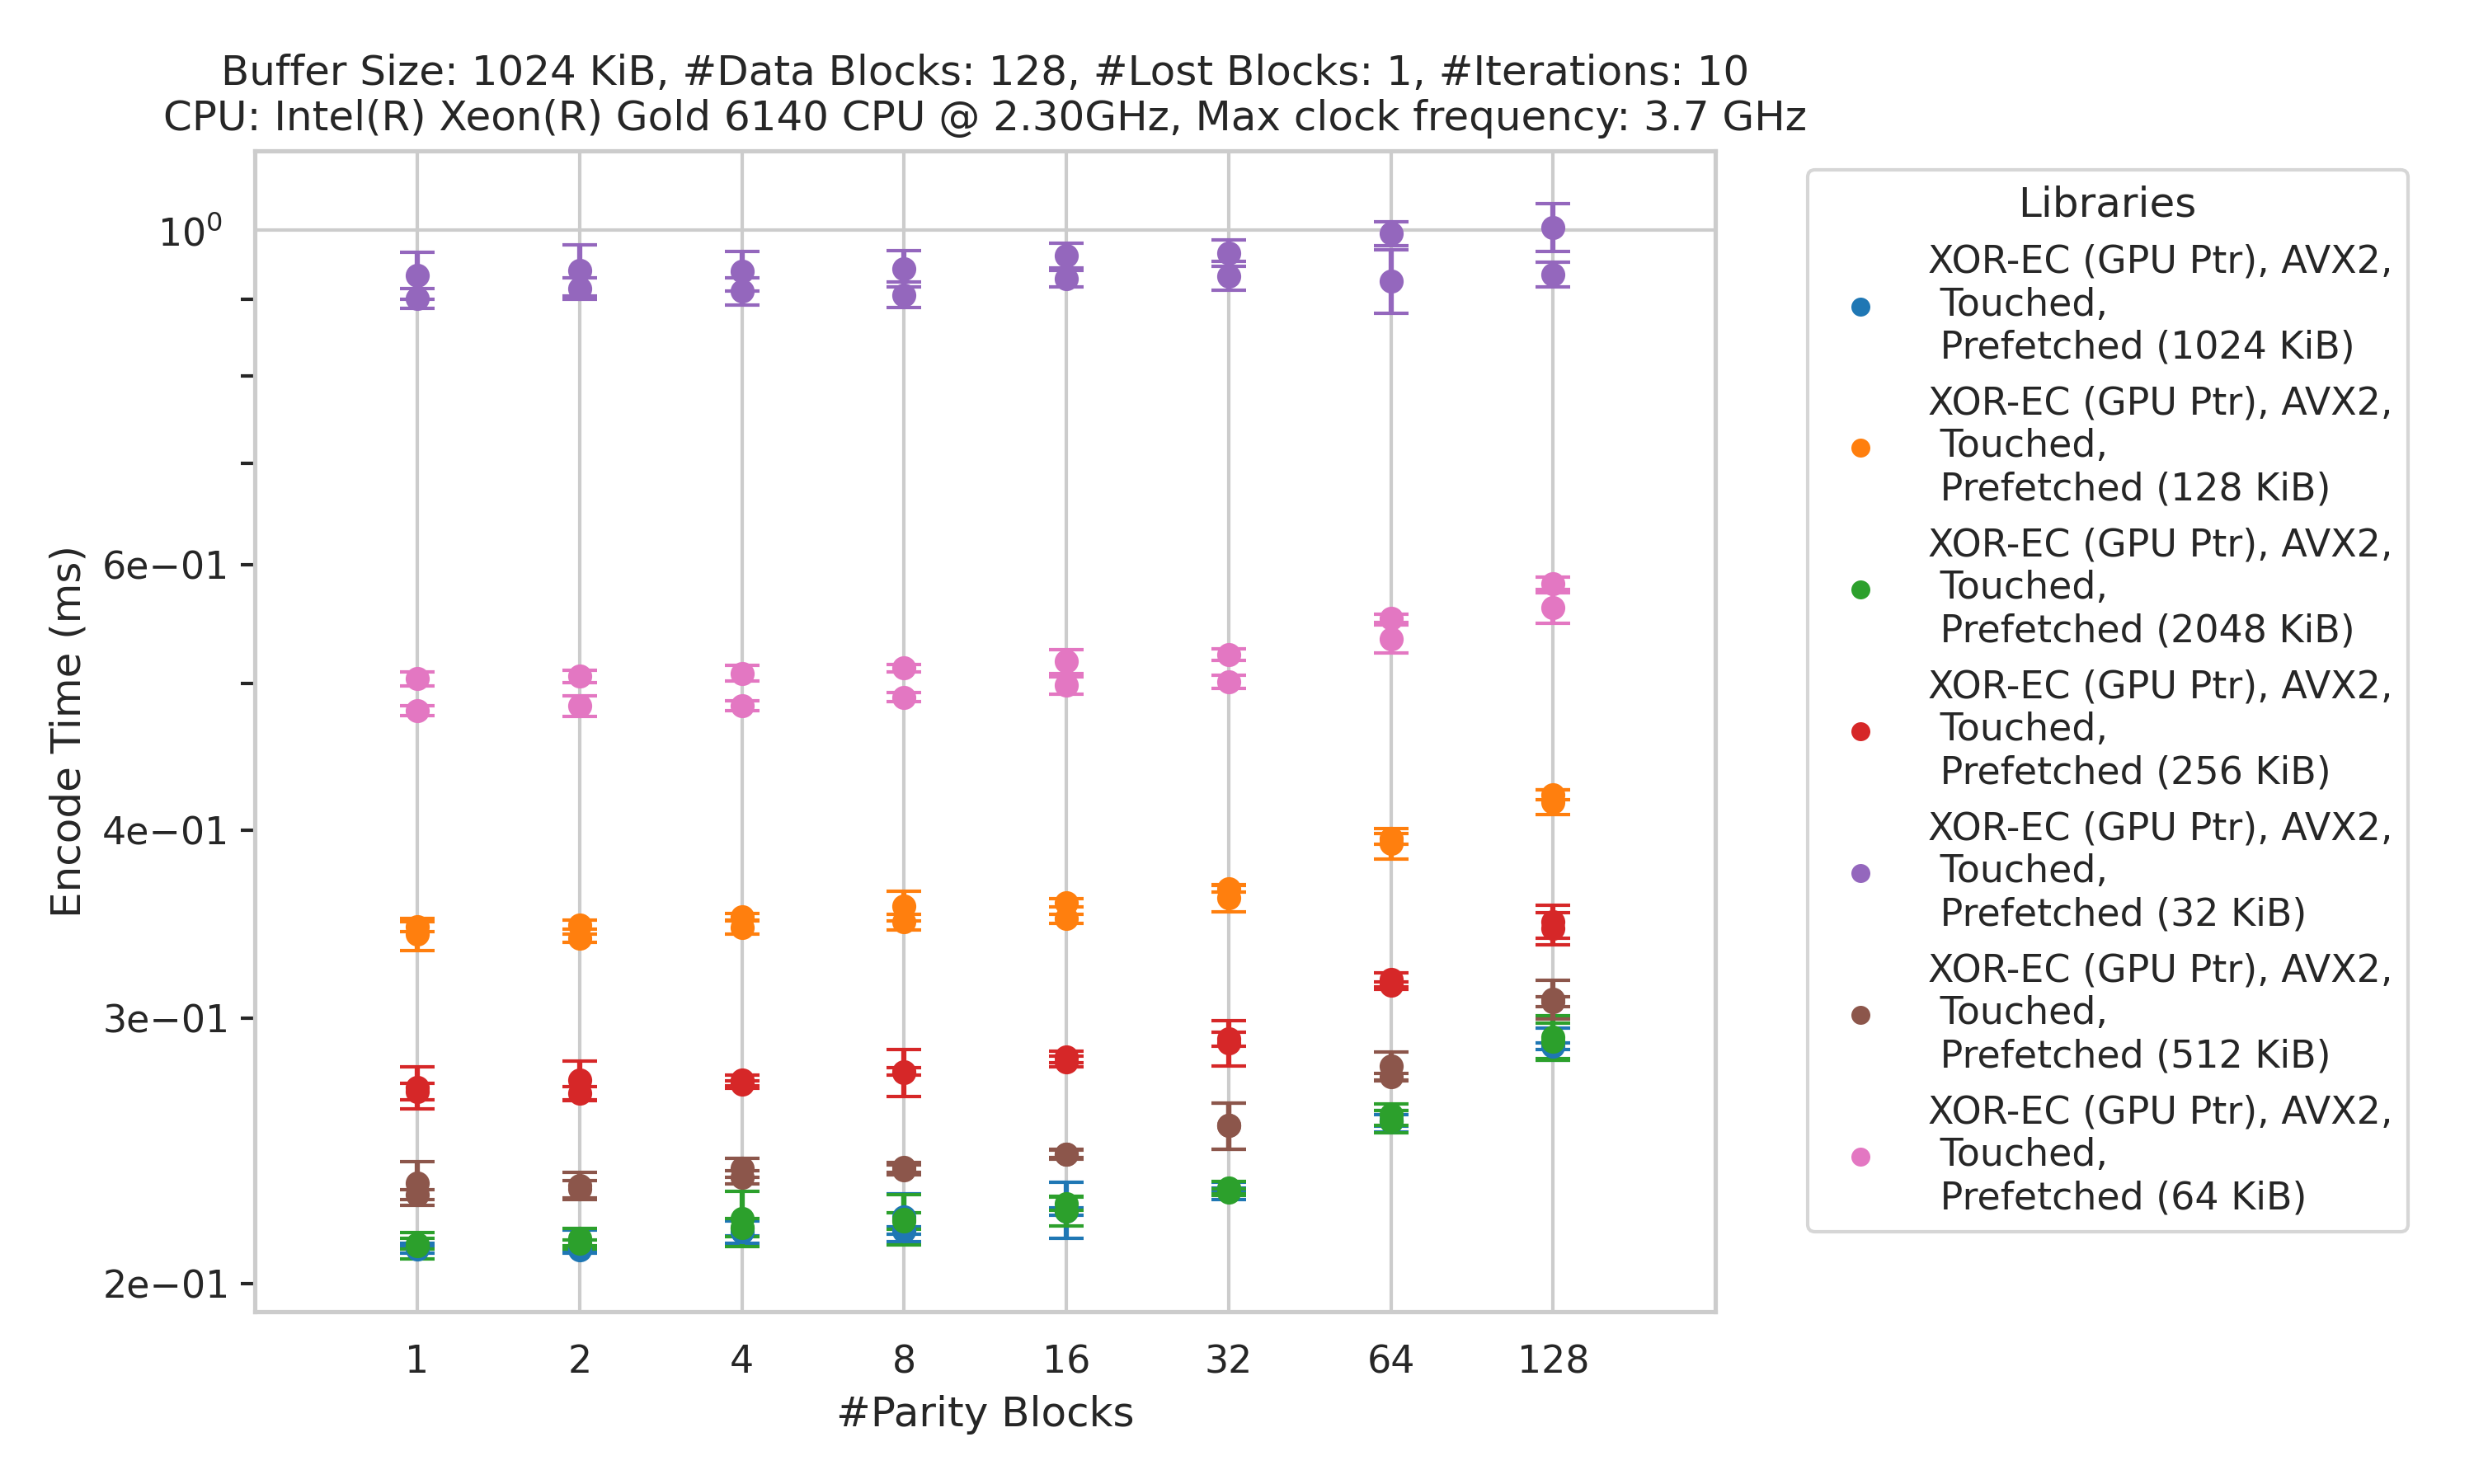 Buffer Size: 1024 KiB, #Data Blocks: 128, #Lost Blocks: 1, #Iterations: 10
CPU: Intel(R) Xeon(R) Gold 6140 CPU @ 2.30GHz, Max clock frequency: 3.7 GHz
Encode Time (ms)
10⁰
6e−01
4e−01
3e−01
2e−01
1 2 4 8 16 32 64 128
#Parity Blocks
Libraries
XOR-EC (GPU Ptr), AVX2,
Touched,
Prefetched (1024 KiB)
XOR-EC (GPU Ptr), AVX2,
Touched,
Prefetched (128 KiB)
XOR-EC (GPU Ptr), AVX2,
Touched,
Prefetched (2048 KiB)
XOR-EC (GPU Ptr), AVX2,
Touched,
Prefetched (256 KiB)
XOR-EC (GPU Ptr), AVX2,
Touched,
Prefetched (32 KiB)
XOR-EC (GPU Ptr), AVX2,
Touched,
Prefetched (512 KiB)
XOR-EC (GPU Ptr), AVX2,
Touched,
Prefetched (64 KiB)